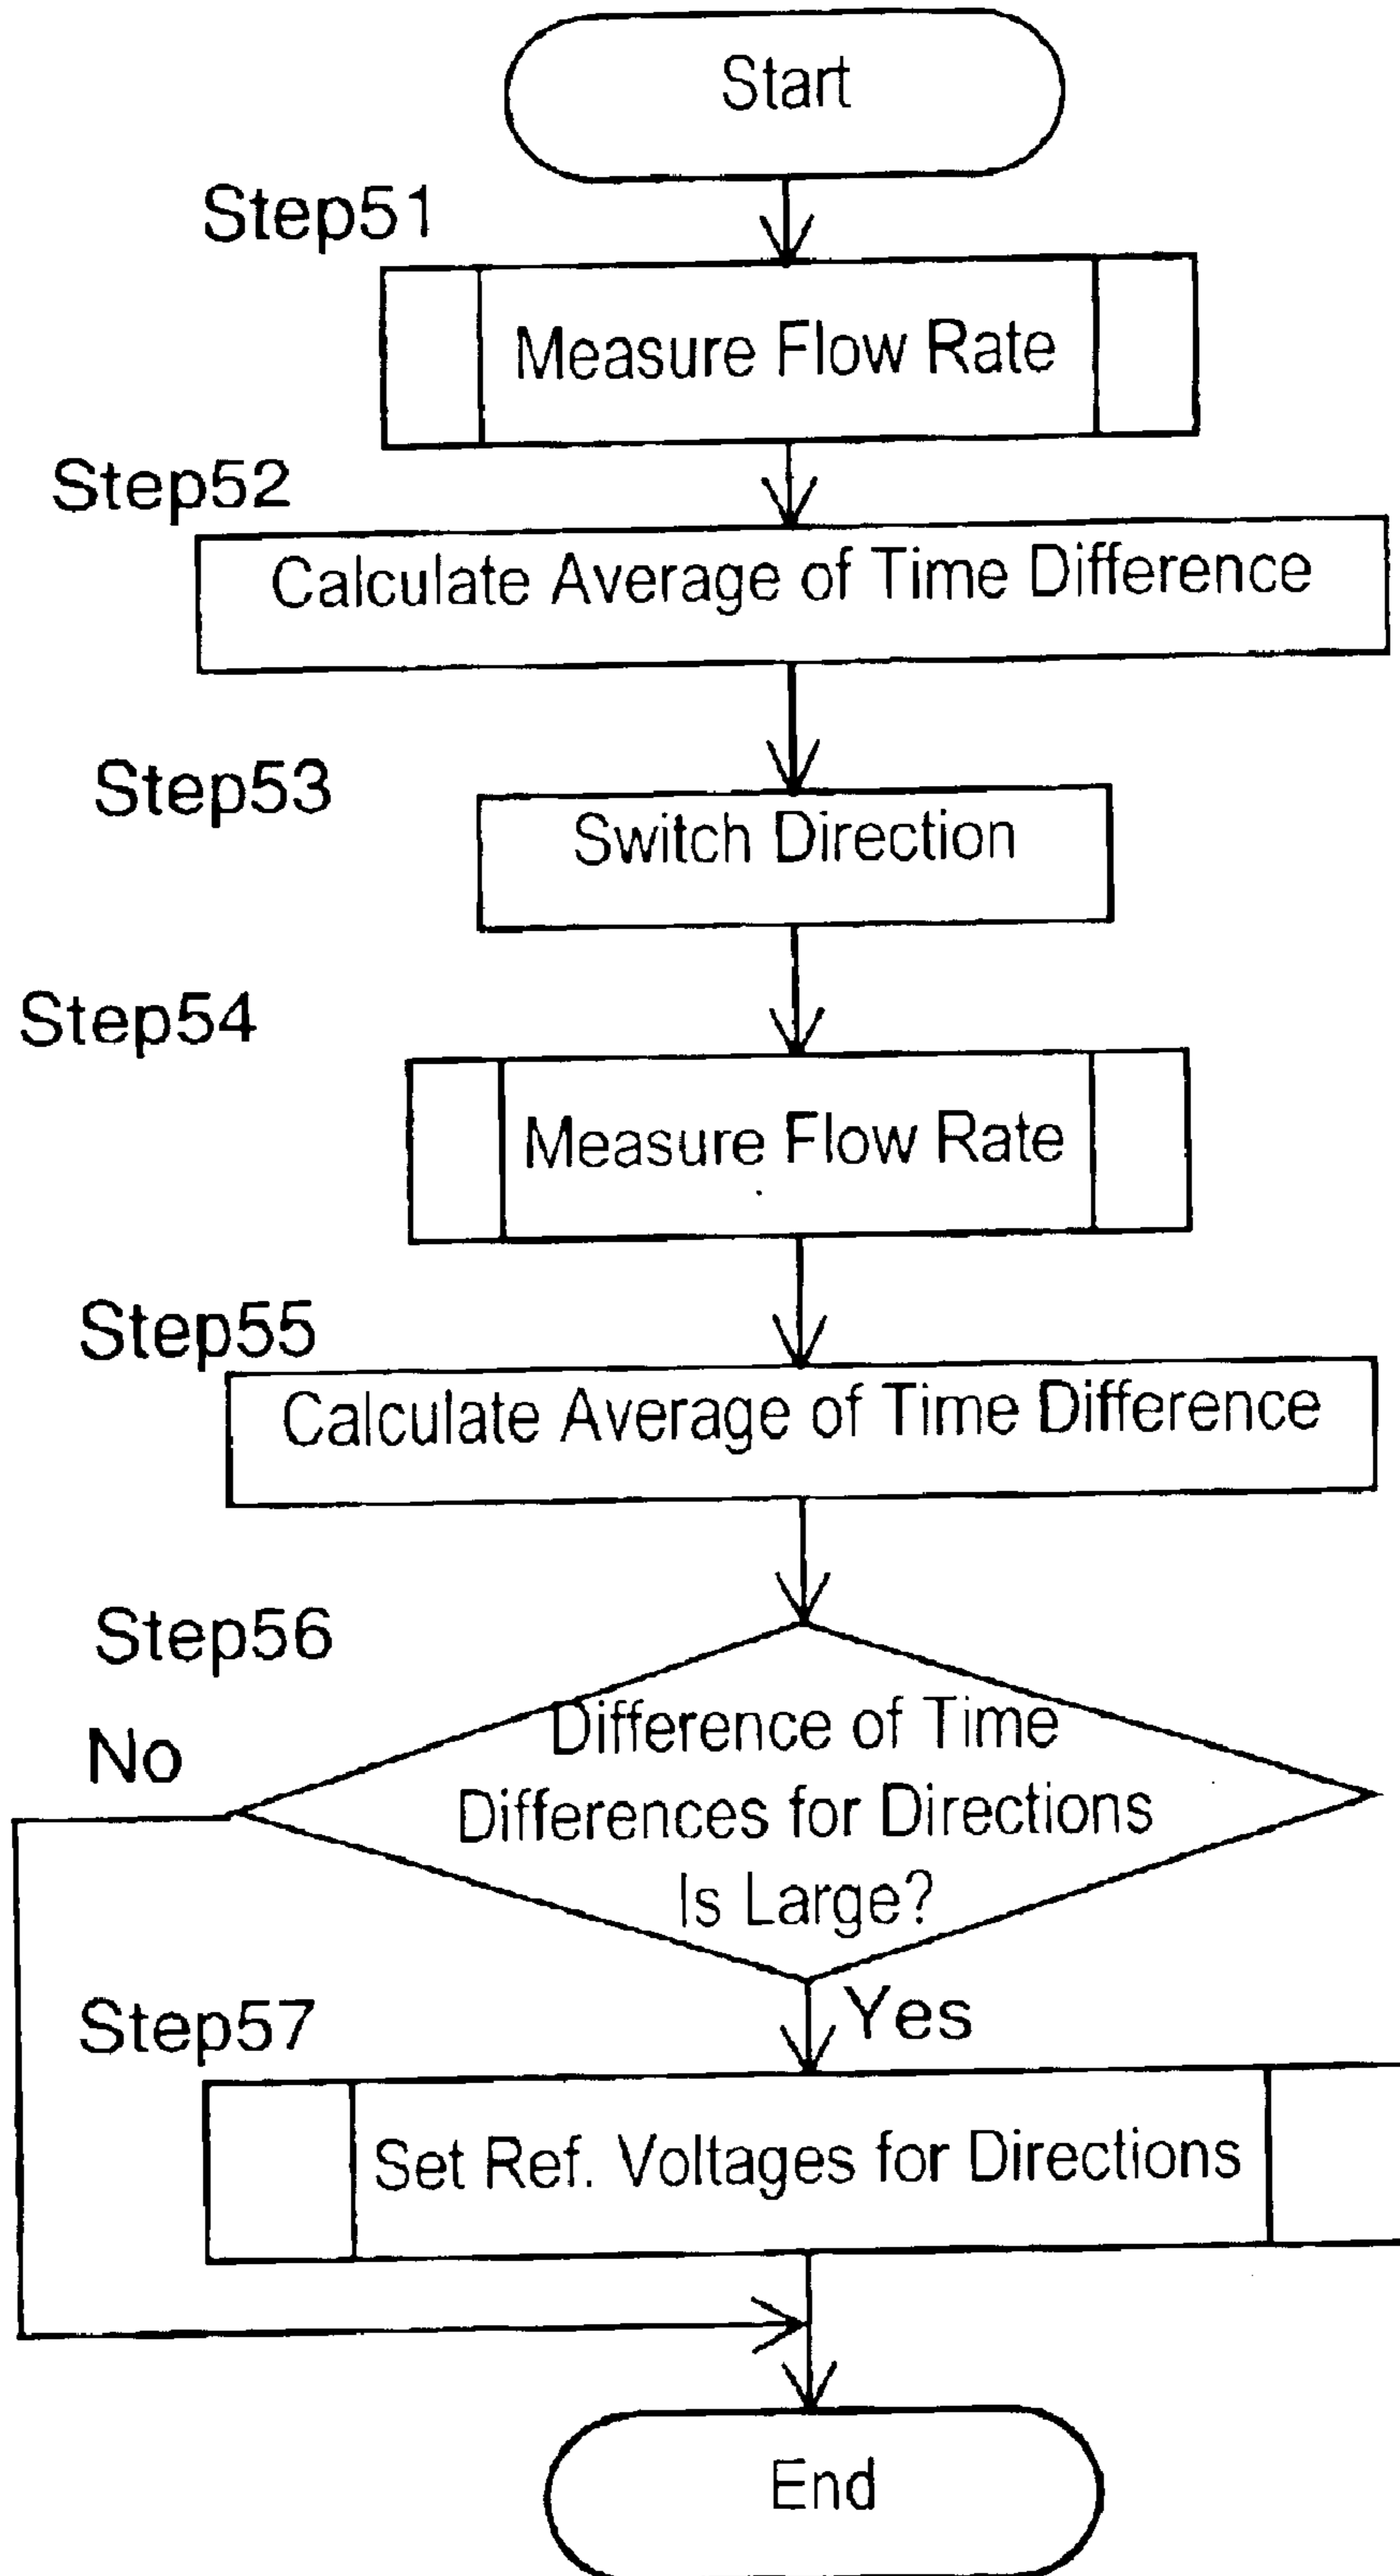 Start
Step51
Measure Flow Rate
Step52
Calculate Average of Time Difference
Step53
Switch Direction
Step54
Measure Flow Rate
Step55
Calculate Average of Time Difference
Step56
No
Difference of Time
Differences for Directions
Is Large?
Yes
Step57
Set Ref. Voltages for Directions
End